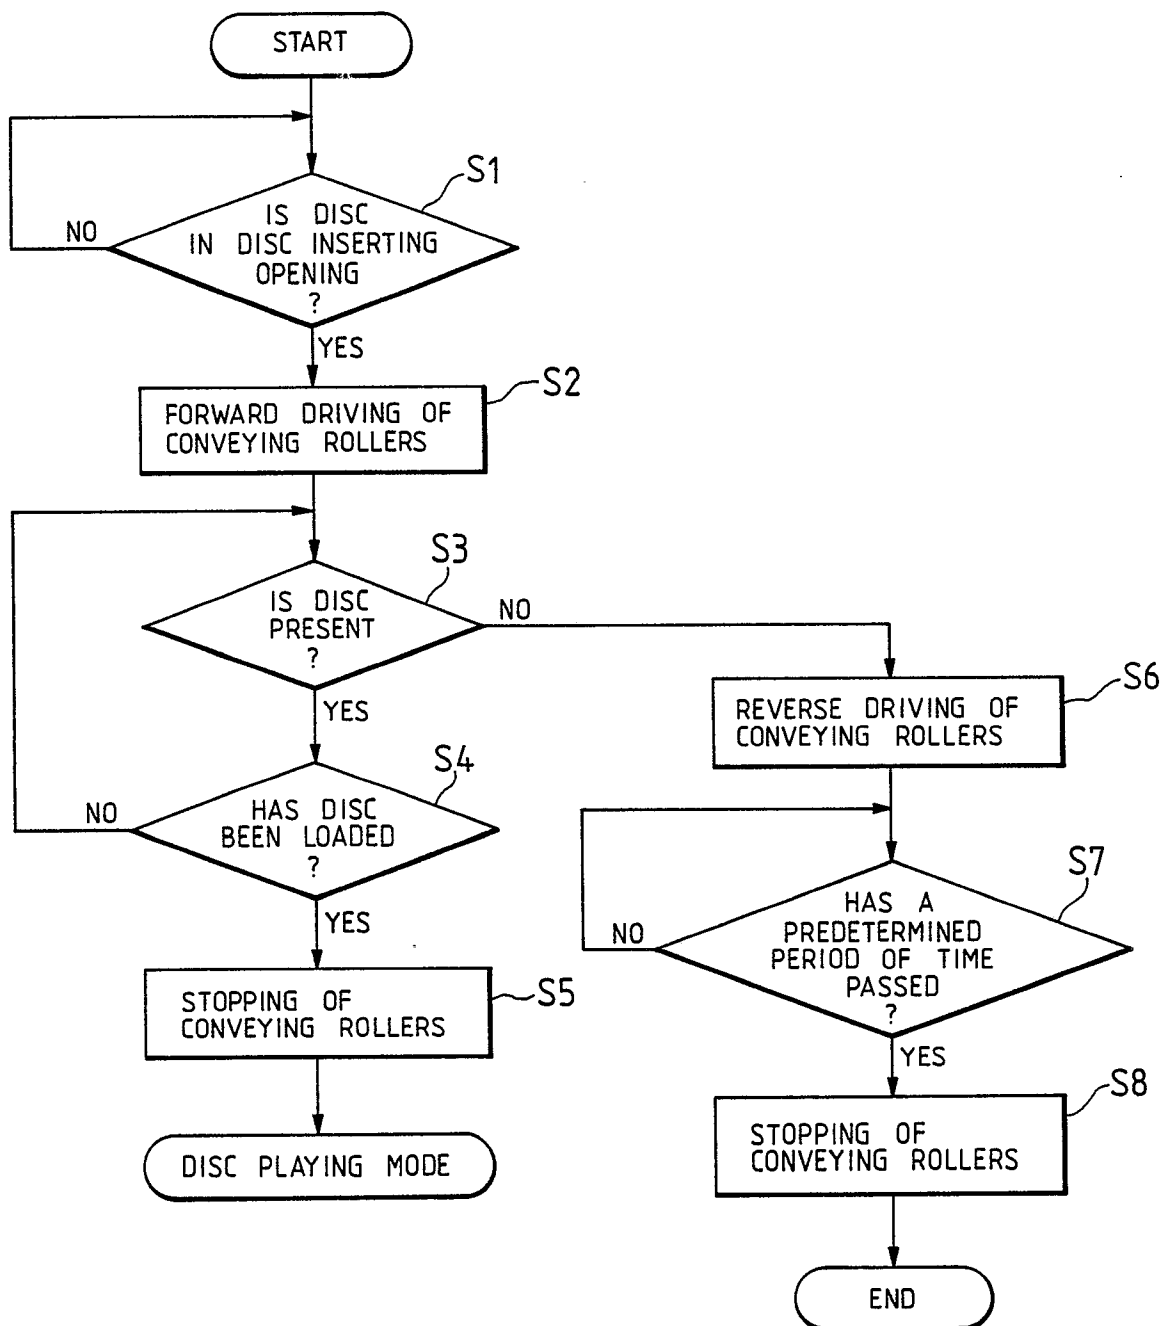 START
S1
IS DISC
IN DISC INSERTING
OPENING
?
NO
YES
S2
FORWARD DRIVING OF
CONVEYING ROLLERS
S3
IS DISC
PRESENT
?
NO
YES
S4
HAS DISC
BEEN LOADED
?
NO
YES
S5
STOPPING OF
CONVEYING ROLLERS
DISC PLAYING MODE
S6
REVERSE DRIVING OF
CONVEYING ROLLERS
S7
HAS A
PREDETERMINED
PERIOD OF TIME
PASSED
?
NO
YES
S8
STOPPING OF
CONVEYING ROLLERS
END